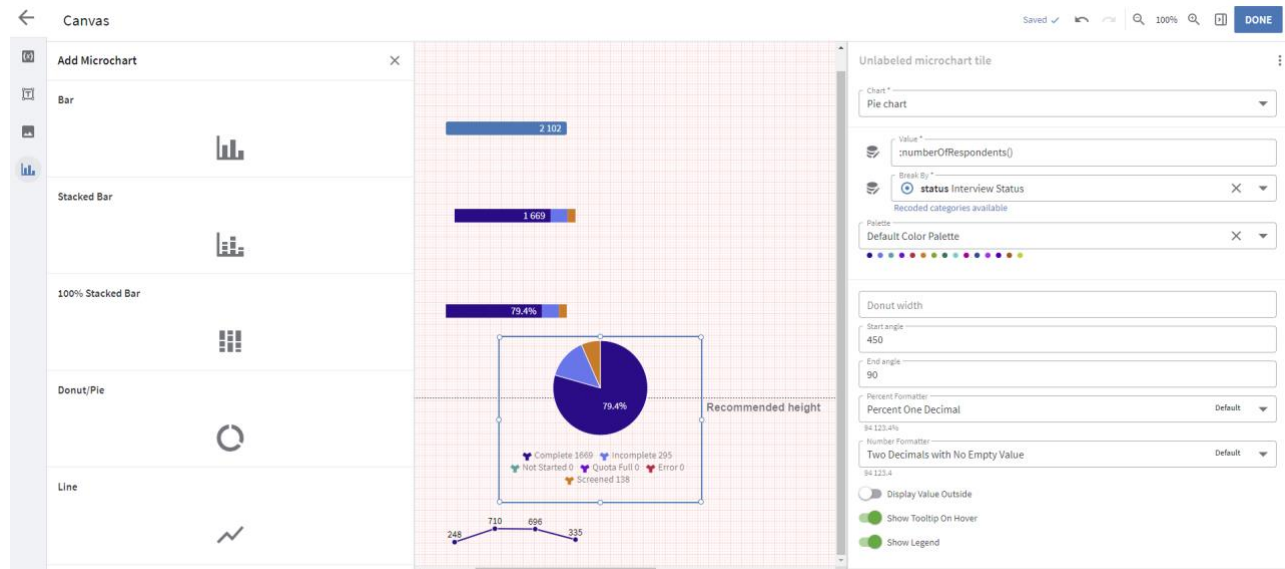 Canvas
Saved
100%
DONE
Add Microchart
Bar
Stacked Bar
100% Stacked Bar
Donut/Pie
Line
2 102
1 669
79.4%
79.4%
Recommended height
Complete 1669 Incomplete 295
Not Started 0 Quota Full 0 Error 0
Screened 138
248 710 696 335
Unlabeled microchart tile
Chart *
Pie chart
Value *
:numberOfRespondents()
Break By *
status Interview Status
Recoded categories available
Palette
Default Color Palette
Donut width
Start angle
450
End angle
90
Percent Formatter
Percent One Decimal Default
94 123.4%
Number Formatter
Two Decimals with No Empty Value Default
94 123.4
Display Value Outside
Show Tooltip On Hover
Show Legend